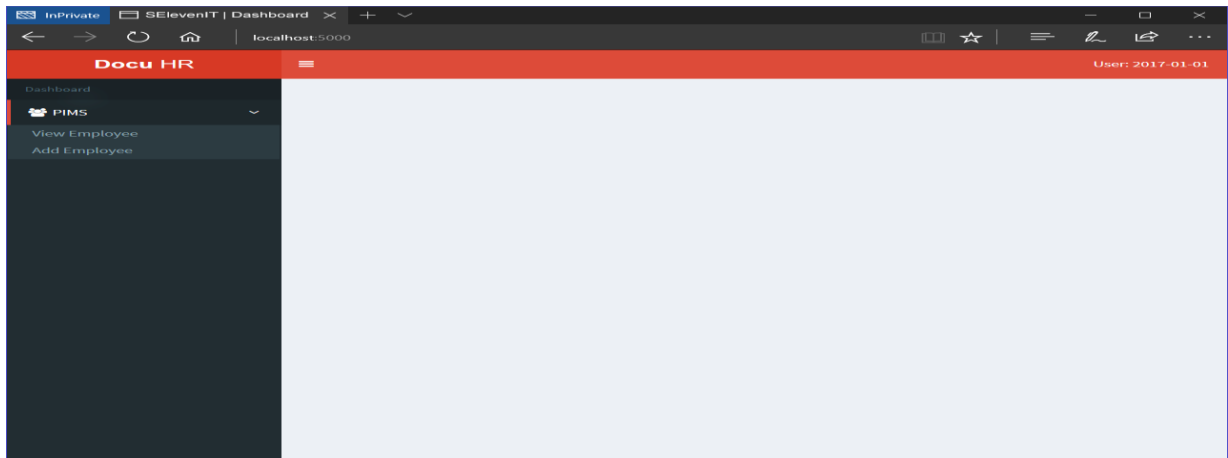 InPrivate SElevenIT | Dashboard
localhost:5000
Docu HR User: 2017-01-01
Dashboard
PIMS
View Employee
Add Employee